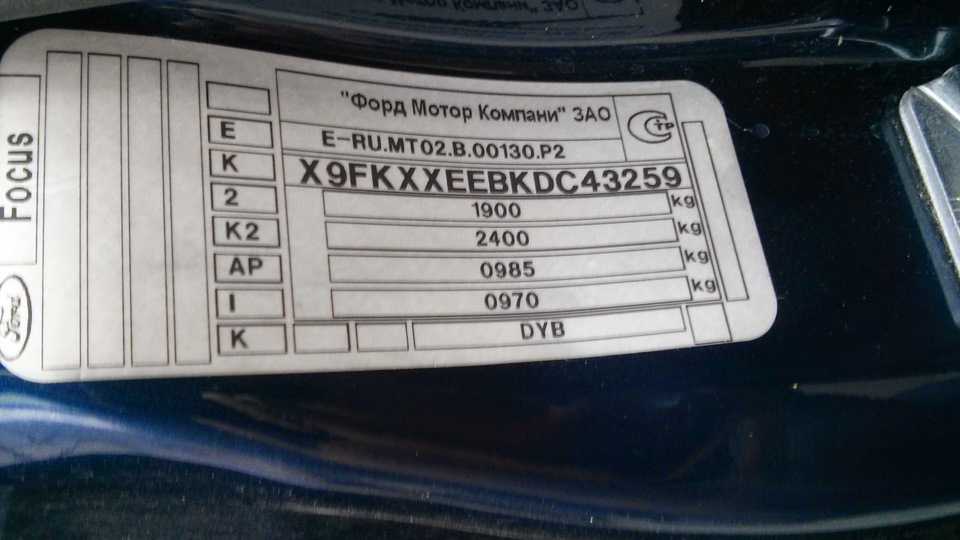 Focus
Ford
E
K
2
K2
AP
I
K
"Форд Мотор Компани" ЗАО
E-RU.MT02.B.00130.P2
X9FKXXEEBKDC43259
1900 kg
2400 kg
0985 kg
0970 kg
DYB